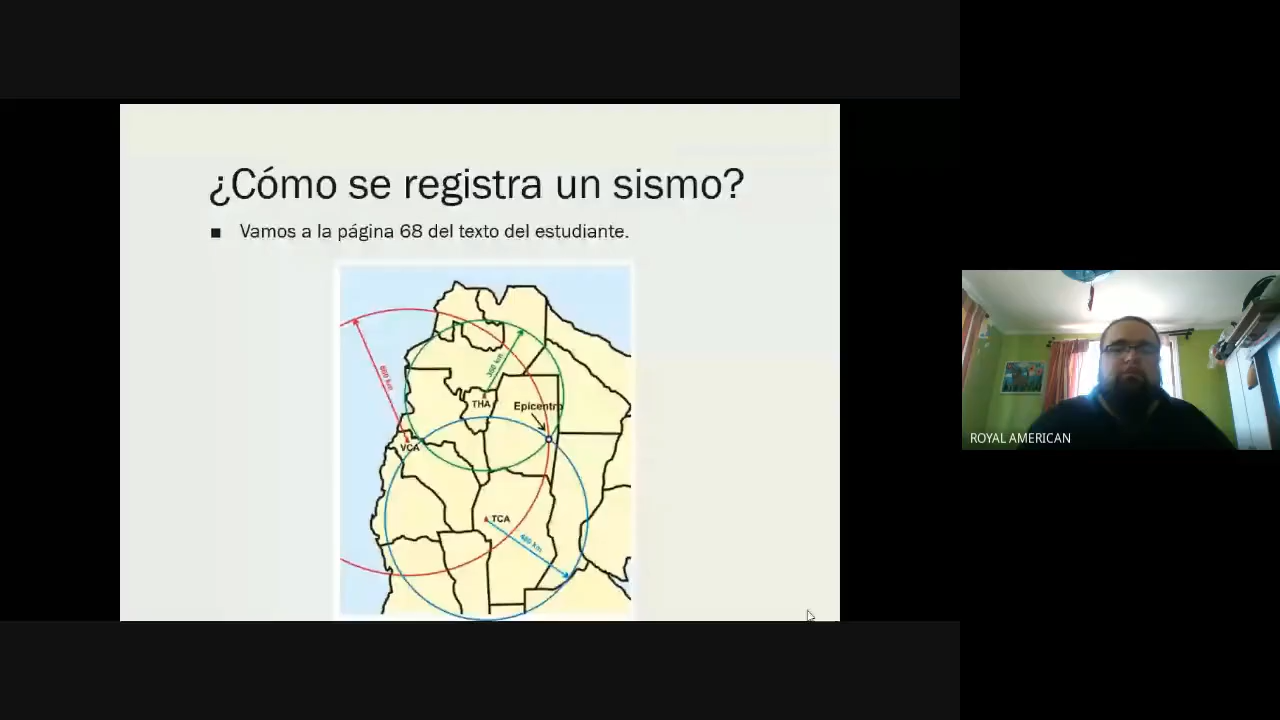 ¿Cómo se registra un sismo?
■ Vamos a la página 68 del texto del estudiante.
THA
Epicentro
VCA
TCA
ROYAL AMERICAN